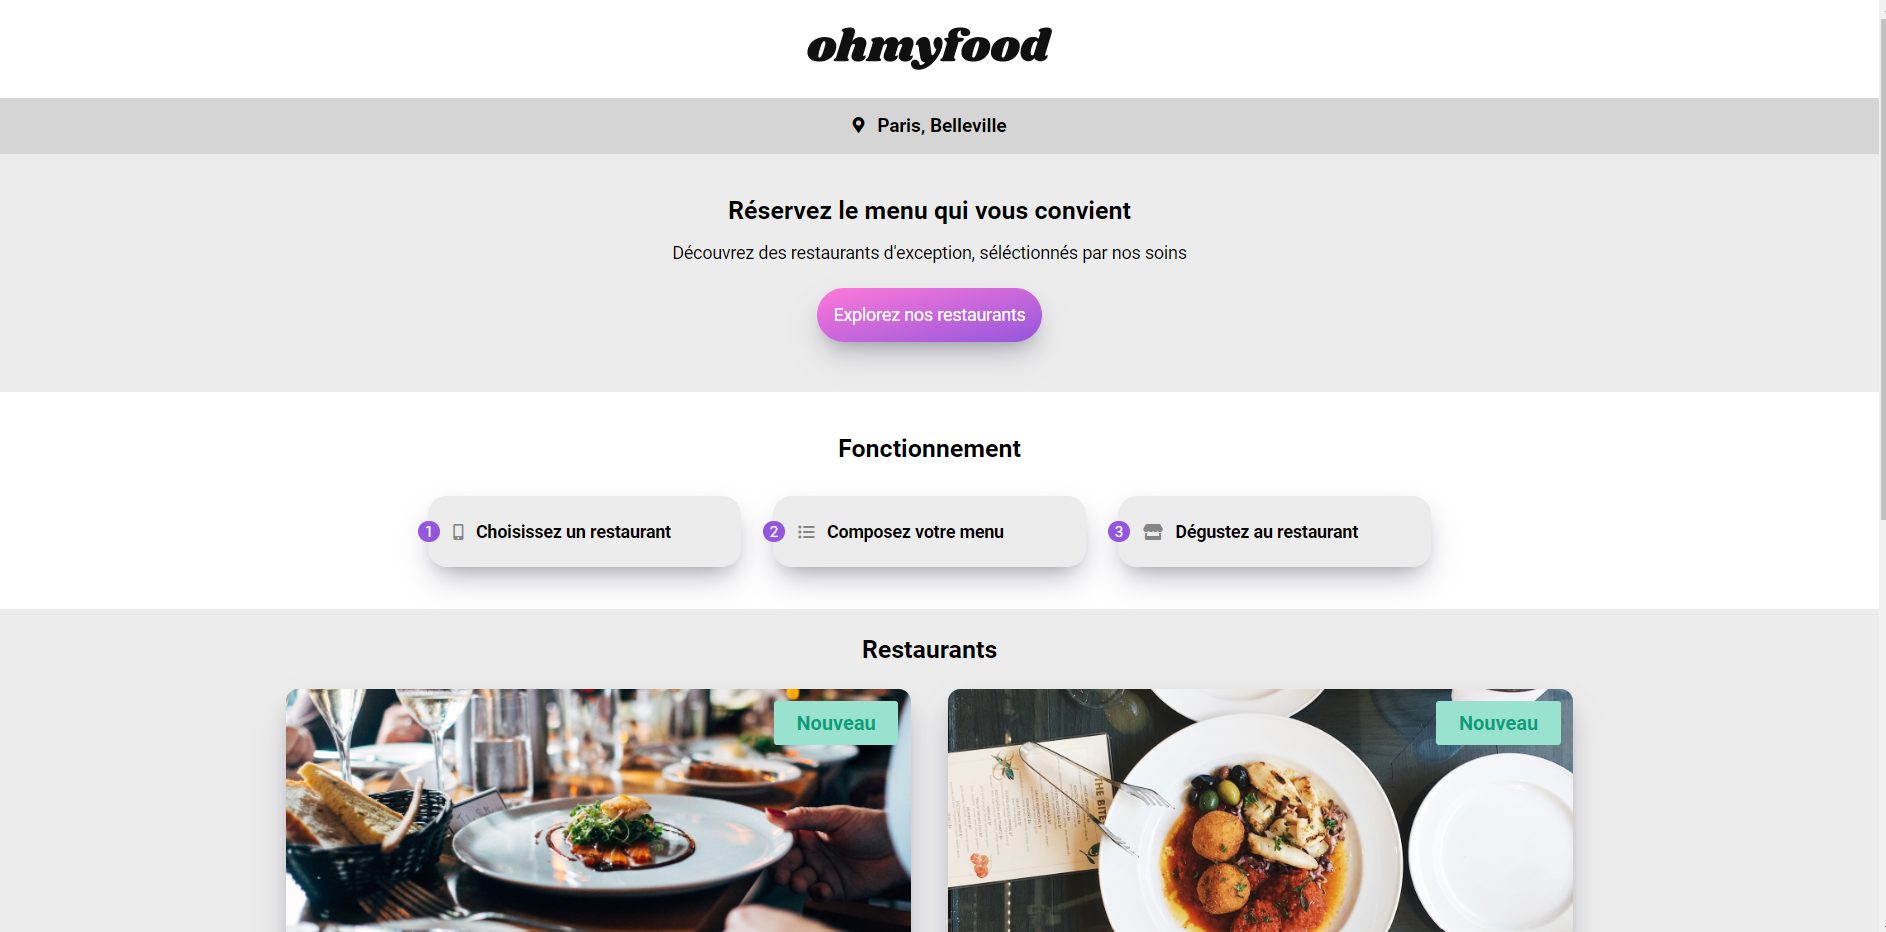 ohmyfood
Paris, Belleville
Réservez le menu qui vous convient
Découvrez des restaurants d'exception, séléctionnés par nos soins
Explorez nos restaurants
Fonctionnement
1 Choisissez un restaurant
2 Composez votre menu
3 Dégustez au restaurant
Restaurants
Nouveau
Nouveau
THE BITE